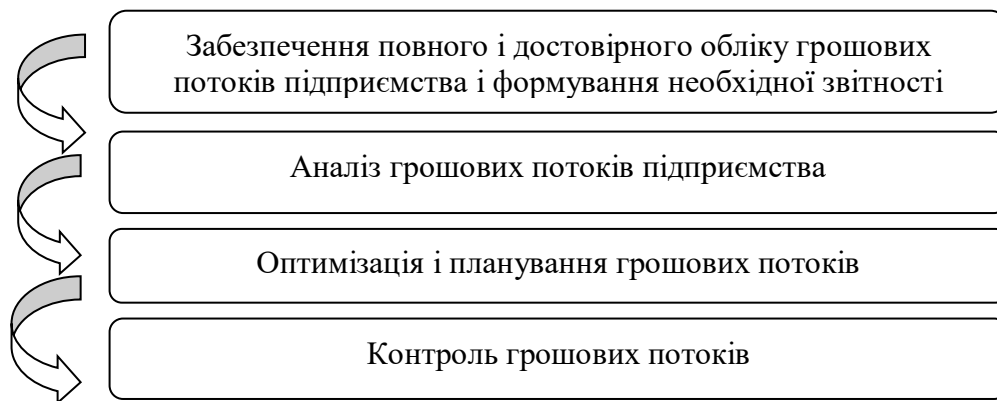 Забезпечення повного і достовірного обліку грошових
потоків підприємства і формування необхідної звітності
Аналіз грошових потоків підприємства
Оптимізація і планування грошових потоків
Контроль грошових потоків